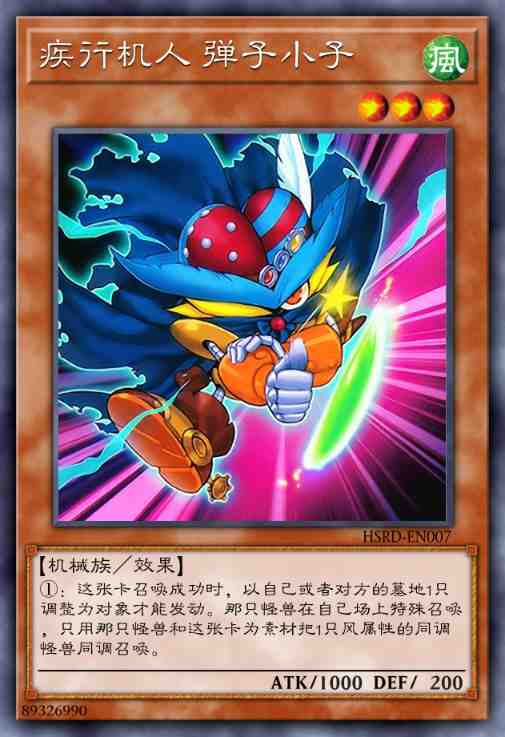 疾行机人 弹子小子
風
HSRD-EN007
【机械族／效果】
①：这张卡召唤成功时，以自己或者对方的墓地1只
调整为对象才能发动。那只怪兽在自己场上特殊召唤
，只用那只怪兽和这张卡为素材把1只风属性的同调
怪兽同调召唤。
ATK/1000 DEF/ 200
89326990